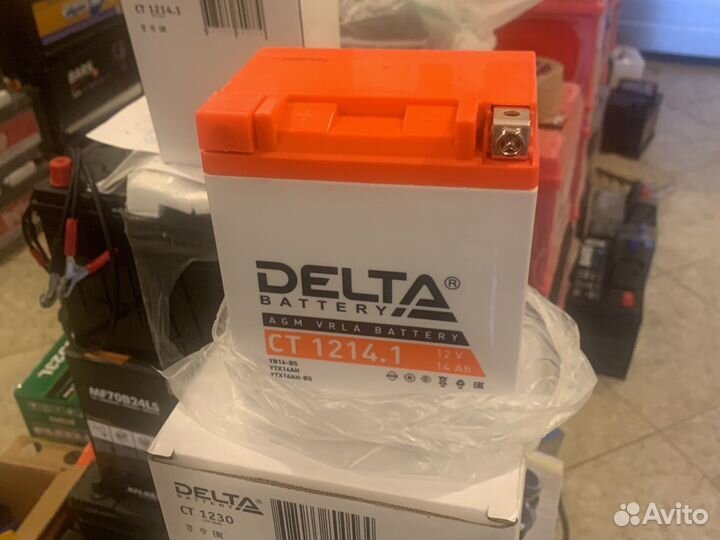 CT 1214.1
DELTA®
BATTERY
AGM VRLA BATTERY
CT 1214.1
12 V
14 Ah
YB14-BS
YTX14AH
YTX14AH-BS
MF70B24LS
DELTA
BATTERY
CT 1230
Avito